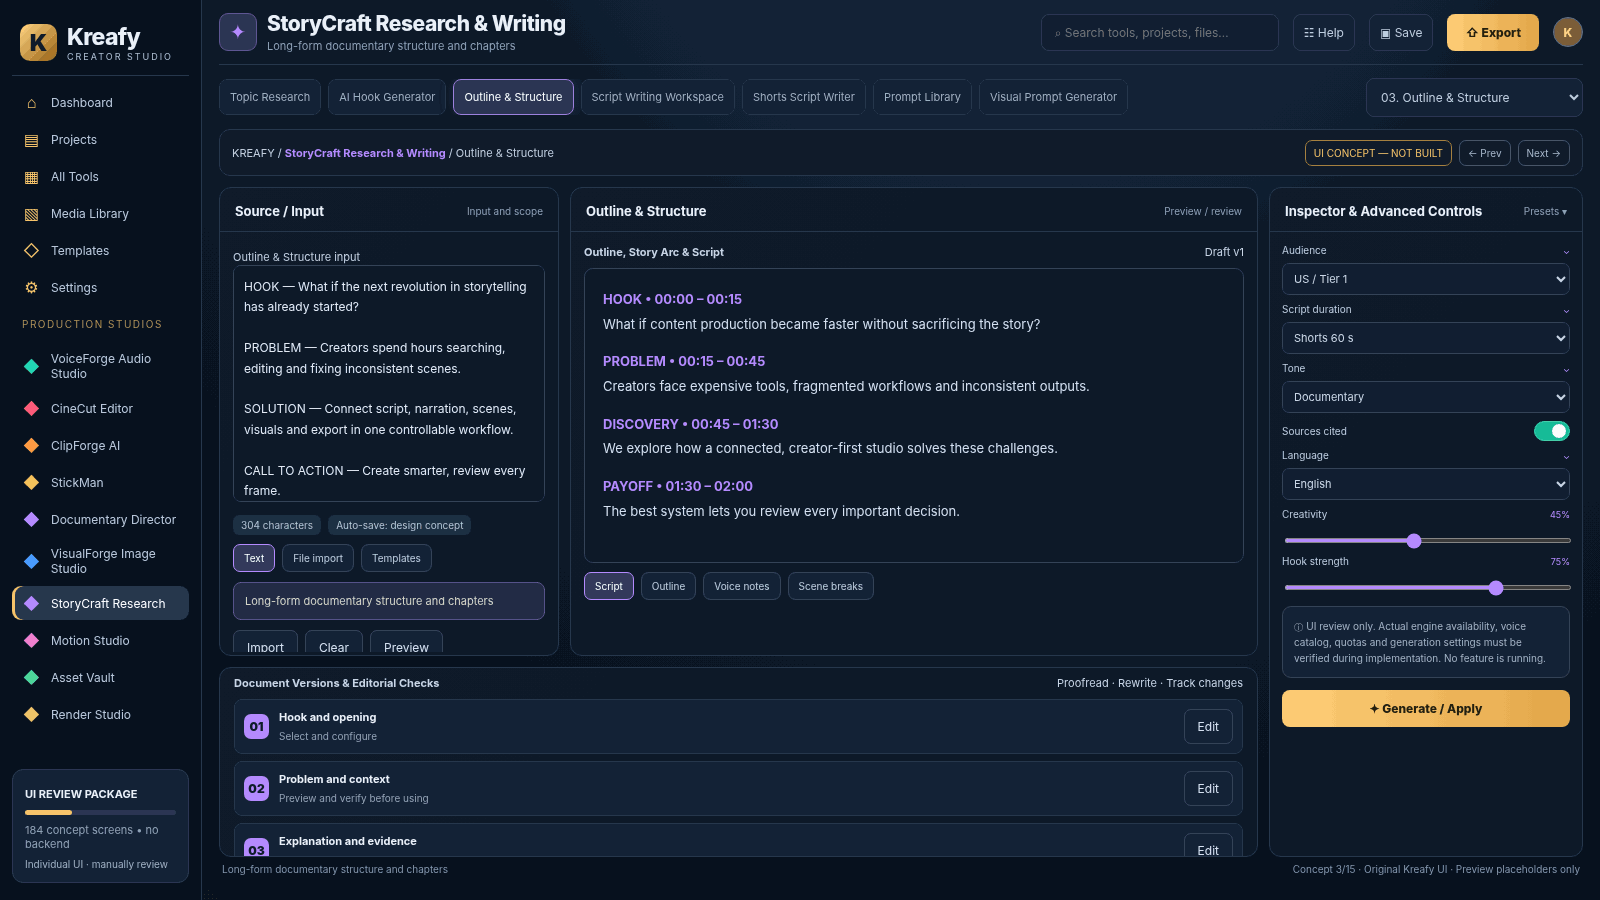 K
Kreafy
CREATOR STUDIO
Dashboard
Projects
All Tools
Media Library
Templates
Settings
PRODUCTION STUDIOS
VoiceForge Audio
Studio
CineCut Editor
ClipForge AI
StickMan
Documentary Director
VisualForge Image
Studio
StoryCraft Research
Motion Studio
Asset Vault
Render Studio
UI REVIEW PACKAGE
184 concept screens • no
backend
Individual UI · manually review
StoryCraft Research & Writing
Long-form documentary structure and chapters
Search tools, projects, files...
Help
Save
Export
K
Topic Research
AI Hook Generator
Outline & Structure
Script Writing Workspace
Shorts Script Writer
Prompt Library
Visual Prompt Generator
03. Outline & Structure
KREAFY / StoryCraft Research & Writing / Outline & Structure
UI CONCEPT — NOT BUILT
← Prev
Next →
Source / Input
Input and scope
Outline & Structure input
HOOK — What if the next revolution in storytelling
has already started?
PROBLEM — Creators spend hours searching,
editing and fixing inconsistent scenes.
SOLUTION — Connect script, narration, scenes,
visuals and export in one controllable workflow.
CALL TO ACTION — Create smarter, review every
frame.
304 characters
Auto-save: design concept
Text
File import
Templates
Long-form documentary structure and chapters
Import
Clear
Preview
Outline & Structure
Preview / review
Outline, Story Arc & Script
Draft v1
HOOK • 00:00 – 00:15
What if content production became faster without sacrificing the story?
PROBLEM • 00:15 – 00:45
Creators face expensive tools, fragmented workflows and inconsistent outputs.
DISCOVERY • 00:45 – 01:30
We explore how a connected, creator-first studio solves these challenges.
PAYOFF • 01:30 – 02:00
The best system lets you review every important decision.
Script
Outline
Voice notes
Scene breaks
Document Versions & Editorial Checks
Proofread · Rewrite · Track changes
01
Hook and opening
Select and configure
Edit
02
Problem and context
Preview and verify before using
Edit
03
Explanation and evidence
Edit
Inspector & Advanced Controls
Presets ▾
Audience
US / Tier 1
Script duration
Shorts 60 s
Tone
Documentary
Sources cited
Language
English
Creativity
45%
Hook strength
75%
ⓘ UI review only. Actual engine availability, voice
catalog, quotas and generation settings must be
verified during implementation. No feature is running.
✦ Generate / Apply
Long-form documentary structure and chapters
Concept 3/15 · Original Kreafy UI · Preview placeholders only